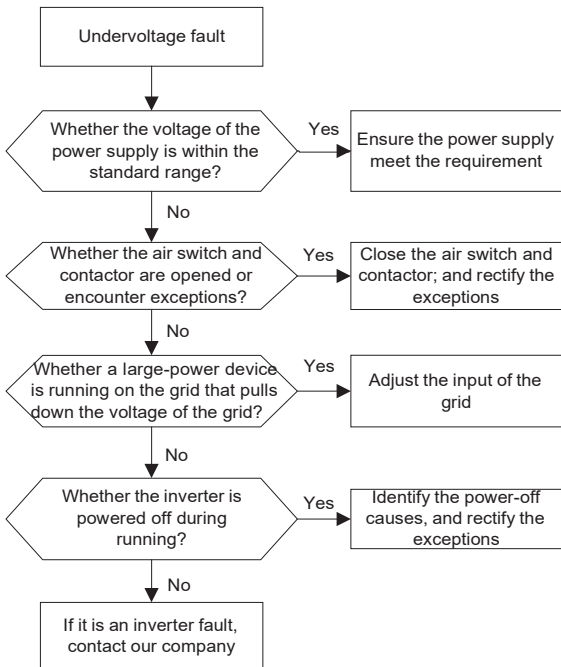 Undervoltage fault
Whether the voltage of the
power supply is within the
standard range?
Yes
Ensure the power supply
meet the requirement
No
Whether the air switch and
contactor are opened or
encounter exceptions?
Yes
Close the air switch and
contactor; and rectify the
exceptions
No
Whether a large-power device
is running on the grid that pulls
down the voltage of the grid?
Yes
Adjust the input of the
grid
No
Whether the inverter is
powered off during
running?
Yes
Identify the power-off
causes, and rectify the
exceptions
No
If it is an inverter fault,
contact our company